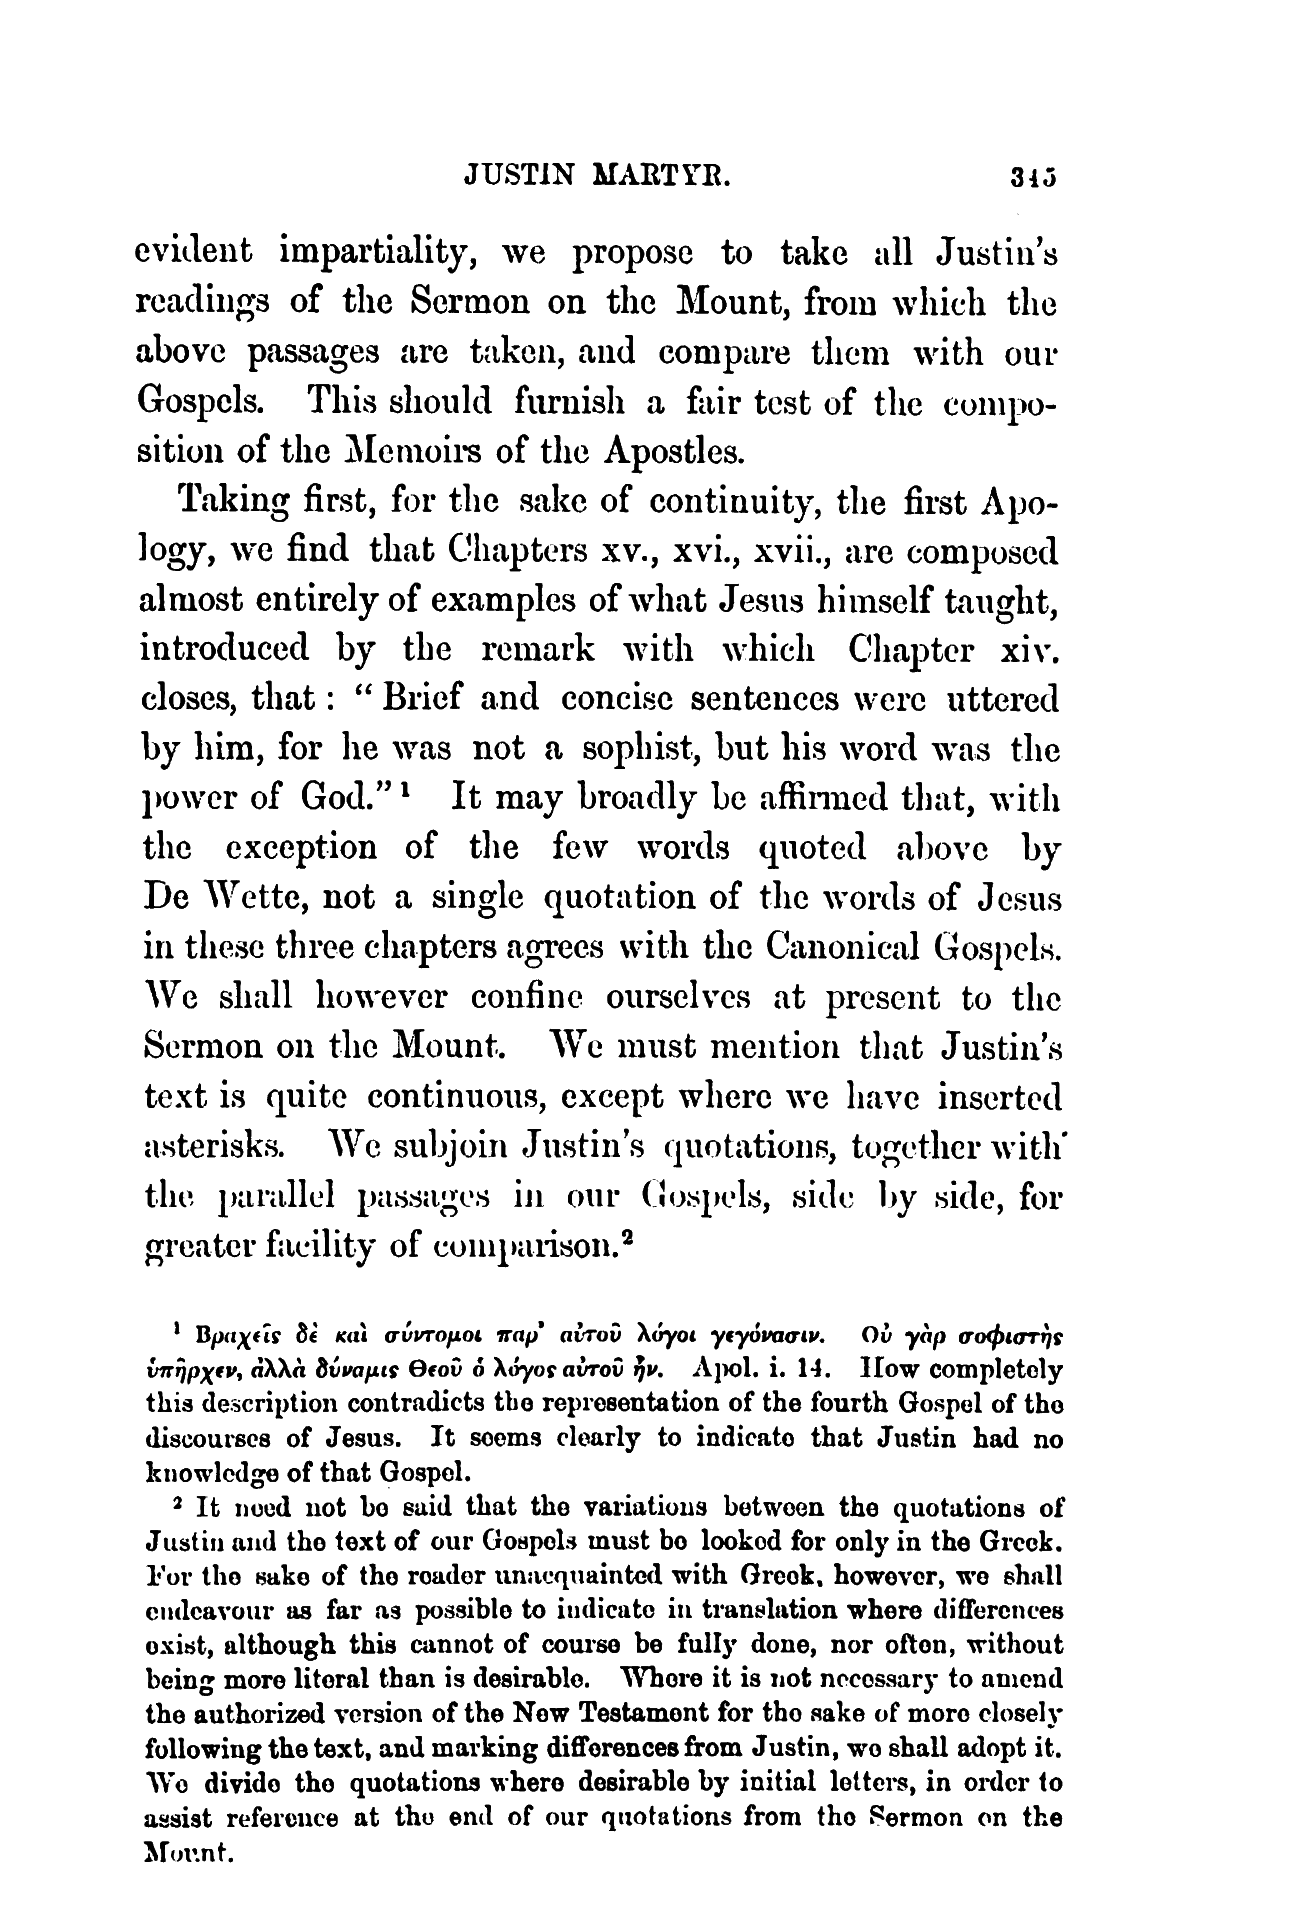 JUSTIN MARTYR. 345
evident impartiality, we propose to take all Justin's
readings of the Sermon on the Mount, from which the
above passages are taken, and compare them with our
Gospels. This should furnish a fair test of the compo-
sition of the Memoirs of the Apostles.
Taking first, for the sake of continuity, the first Apo-
logy, we find that Chapters xv., xvi., xvii., are composed
almost entirely of examples of what Jesus himself taught,
introduced by the remark with which Chapter xiv.
closes, that : “ Brief and concise sentences were uttered
by him, for he was not a sophist, but his word was the
power of God.” ¹ It may broadly be affirmed that, with
the exception of the few words quoted above by
De Wette, not a single quotation of the words of Jesus
in these three chapters agrees with the Canonical Gospels.
We shall however confine ourselves at present to the
Sermon on the Mount. We must mention that Justin's
text is quite continuous, except where we have inserted
asterisks. We subjoin Justin's quotations, together with
the parallel passages in our Gospels, side by side, for
greater facility of comparison.²
¹ Βραχεῖς δὲ καὶ σύντομοι παρ' αὐτοῦ λόγοι γεγόνασιν. Οὐ γὰρ σοφιστὴς
ὑπῆρχεν, ἀλλὰ δύναμις Θεοῦ ὁ λόγος αὐτοῦ ἦν. Apol. i. 14. How completely
this description contradicts the representation of the fourth Gospel of the
discourses of Jesus. It seems clearly to indicate that Justin had no
knowledge of that Gospel.
² It need not be said that the variations between the quotations of
Justin and the text of our Gospels must be looked for only in the Greek.
For the sake of the reader unacquainted with Greek, however, we shall
endeavour as far as possible to indicate in translation where differences
exist, although this cannot of course be fully done, nor often, without
being more literal than is desirable. Where it is not necessary to amend
the authorized version of the New Testament for the sake of more closely
following the text, and marking differences from Justin, we shall adopt it.
We divide the quotations where desirable by initial letters, in order to
assist reference at the end of our quotations from the Sermon on the
Mount.